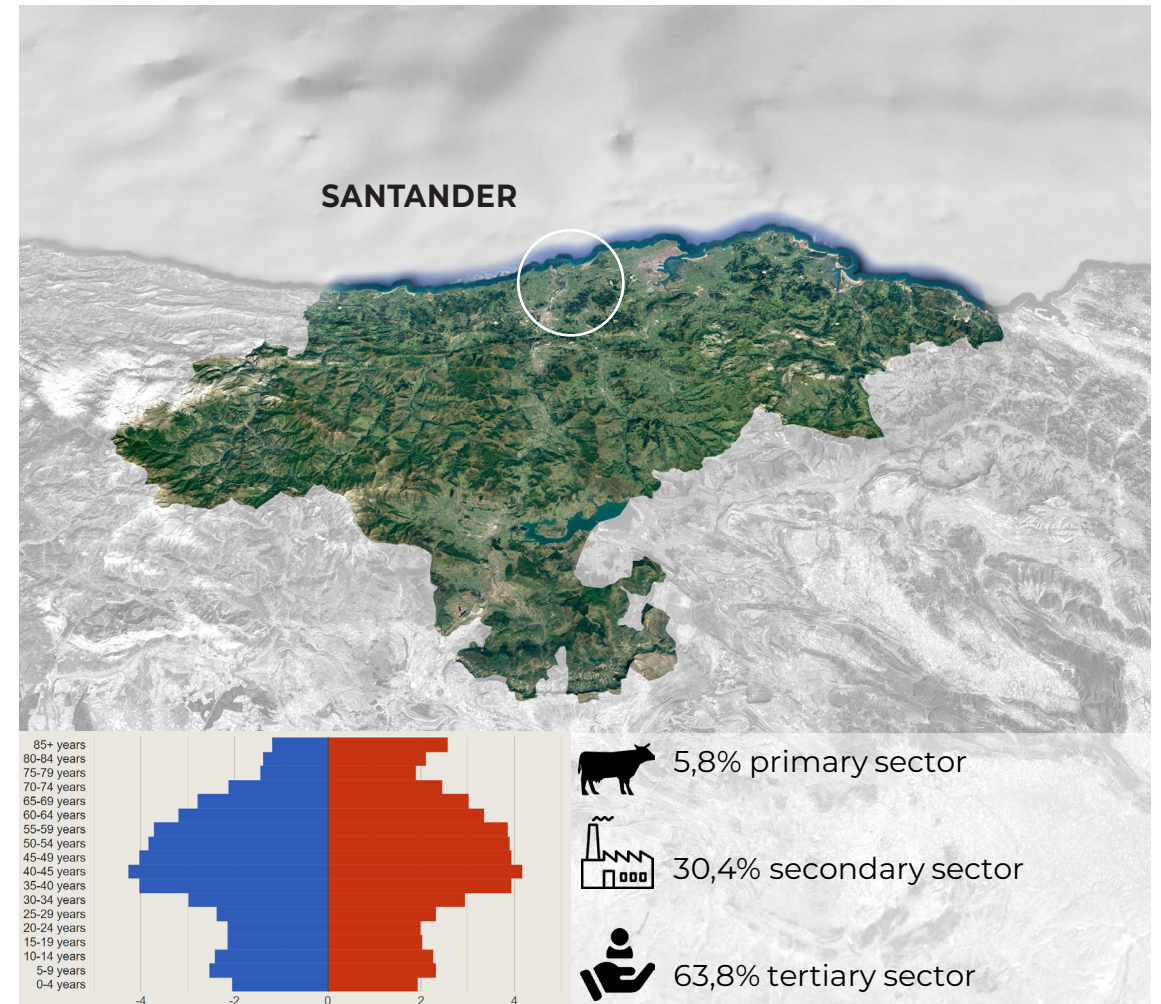 SANTANDER
85+ years
80-84 years
75-79 years
70-74 years
65-69 years
60-64 years
55-59 years
50-54 years
45-49 years
40-45 years
35-40 years
30-34 years
25-29 years
20-24 years
15-19 years
10-14 years
5-9 years
0-4 years
-4 -2 0 2 4
5,8% primary sector
30,4% secondary sector
63,8% tertiary sector